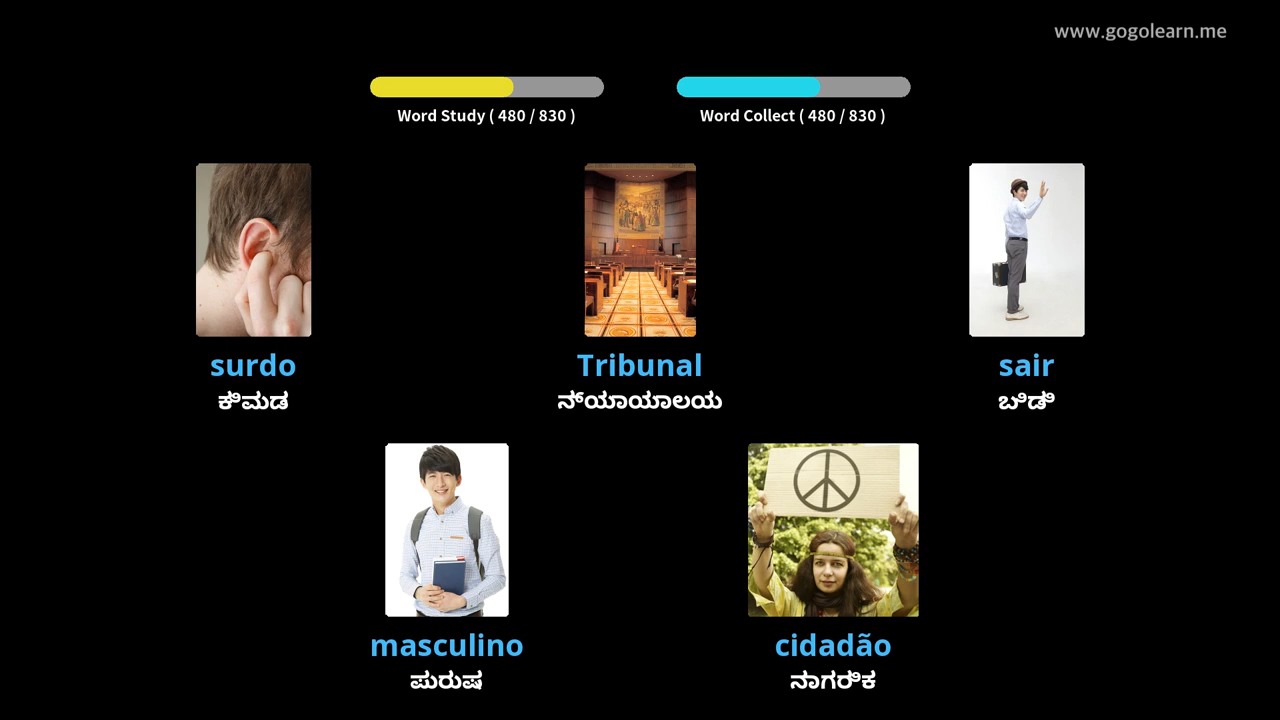 www.gogolearn.me
Word Study ( 480 / 830 )
Word Collect ( 480 / 830 )
surdo
ಕಿವುಡ
Tribunal
ನ್ಯಾಯಾಲಯ
sair
ಬಿಡಿ
masculino
ಪುರುಷ
cidadão
ನಾಗರಿಕ